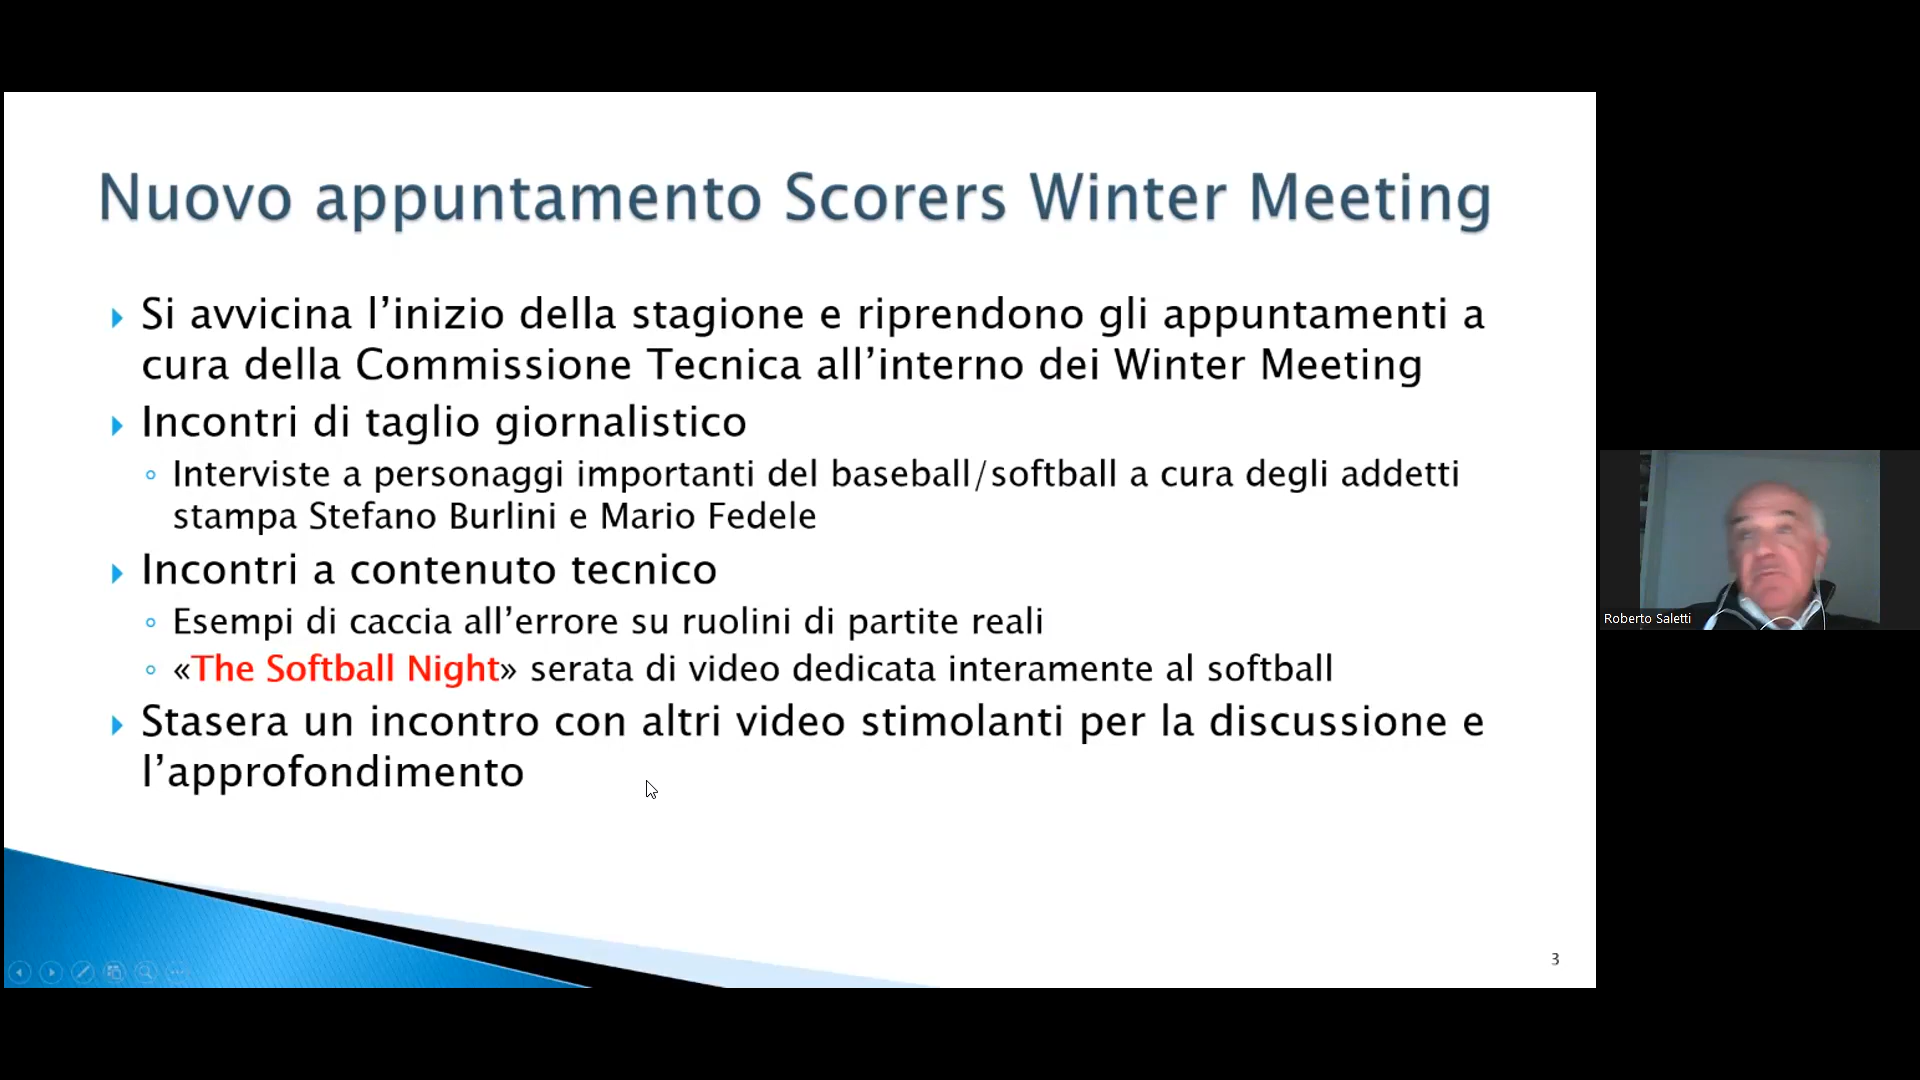 Nuovo appuntamento Scorers Winter Meeting
Si avvicina l’inizio della stagione e riprendono gli appuntamenti a
cura della Commissione Tecnica all’interno dei Winter Meeting
Incontri di taglio giornalistico
Interviste a personaggi importanti del baseball/softball a cura degli addetti
stampa Stefano Burlini e Mario Fedele
Incontri a contenuto tecnico
Esempi di caccia all’errore su ruolini di partite reali
«The Softball Night» serata di video dedicata interamente al softball
Stasera un incontro con altri video stimolanti per la discussione e
l’approfondimento
3
Roberto Saletti